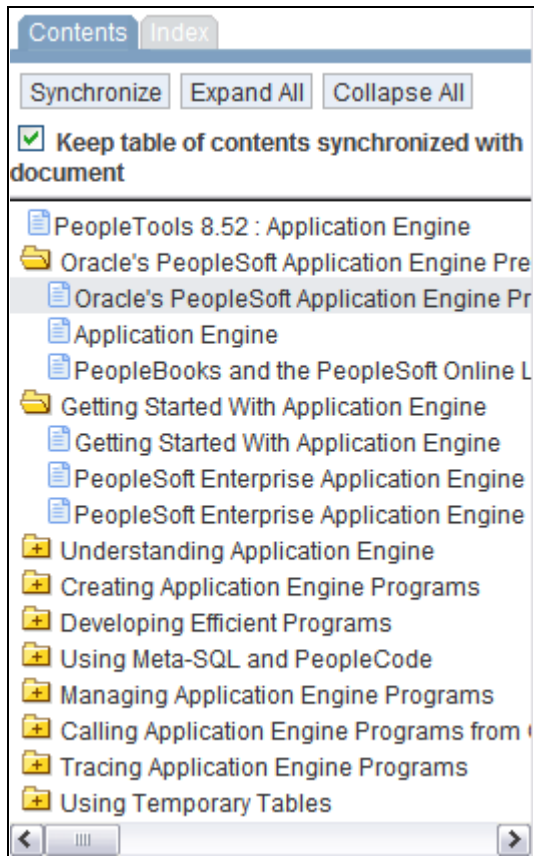 Contents Index
Synchronize Expand All Collapse All
Keep table of contents synchronized with
document
PeopleTools 8.52 : Application Engine
Oracle's PeopleSoft Application Engine Pre
Oracle's PeopleSoft Application Engine Pr
Application Engine
PeopleBooks and the PeopleSoft Online L
Getting Started With Application Engine
Getting Started With Application Engine
PeopleSoft Enterprise Application Engine
PeopleSoft Enterprise Application Engine
Understanding Application Engine
Creating Application Engine Programs
Developing Efficient Programs
Using Meta-SQL and PeopleCode
Managing Application Engine Programs
Calling Application Engine Programs from
Tracing Application Engine Programs
Using Temporary Tables